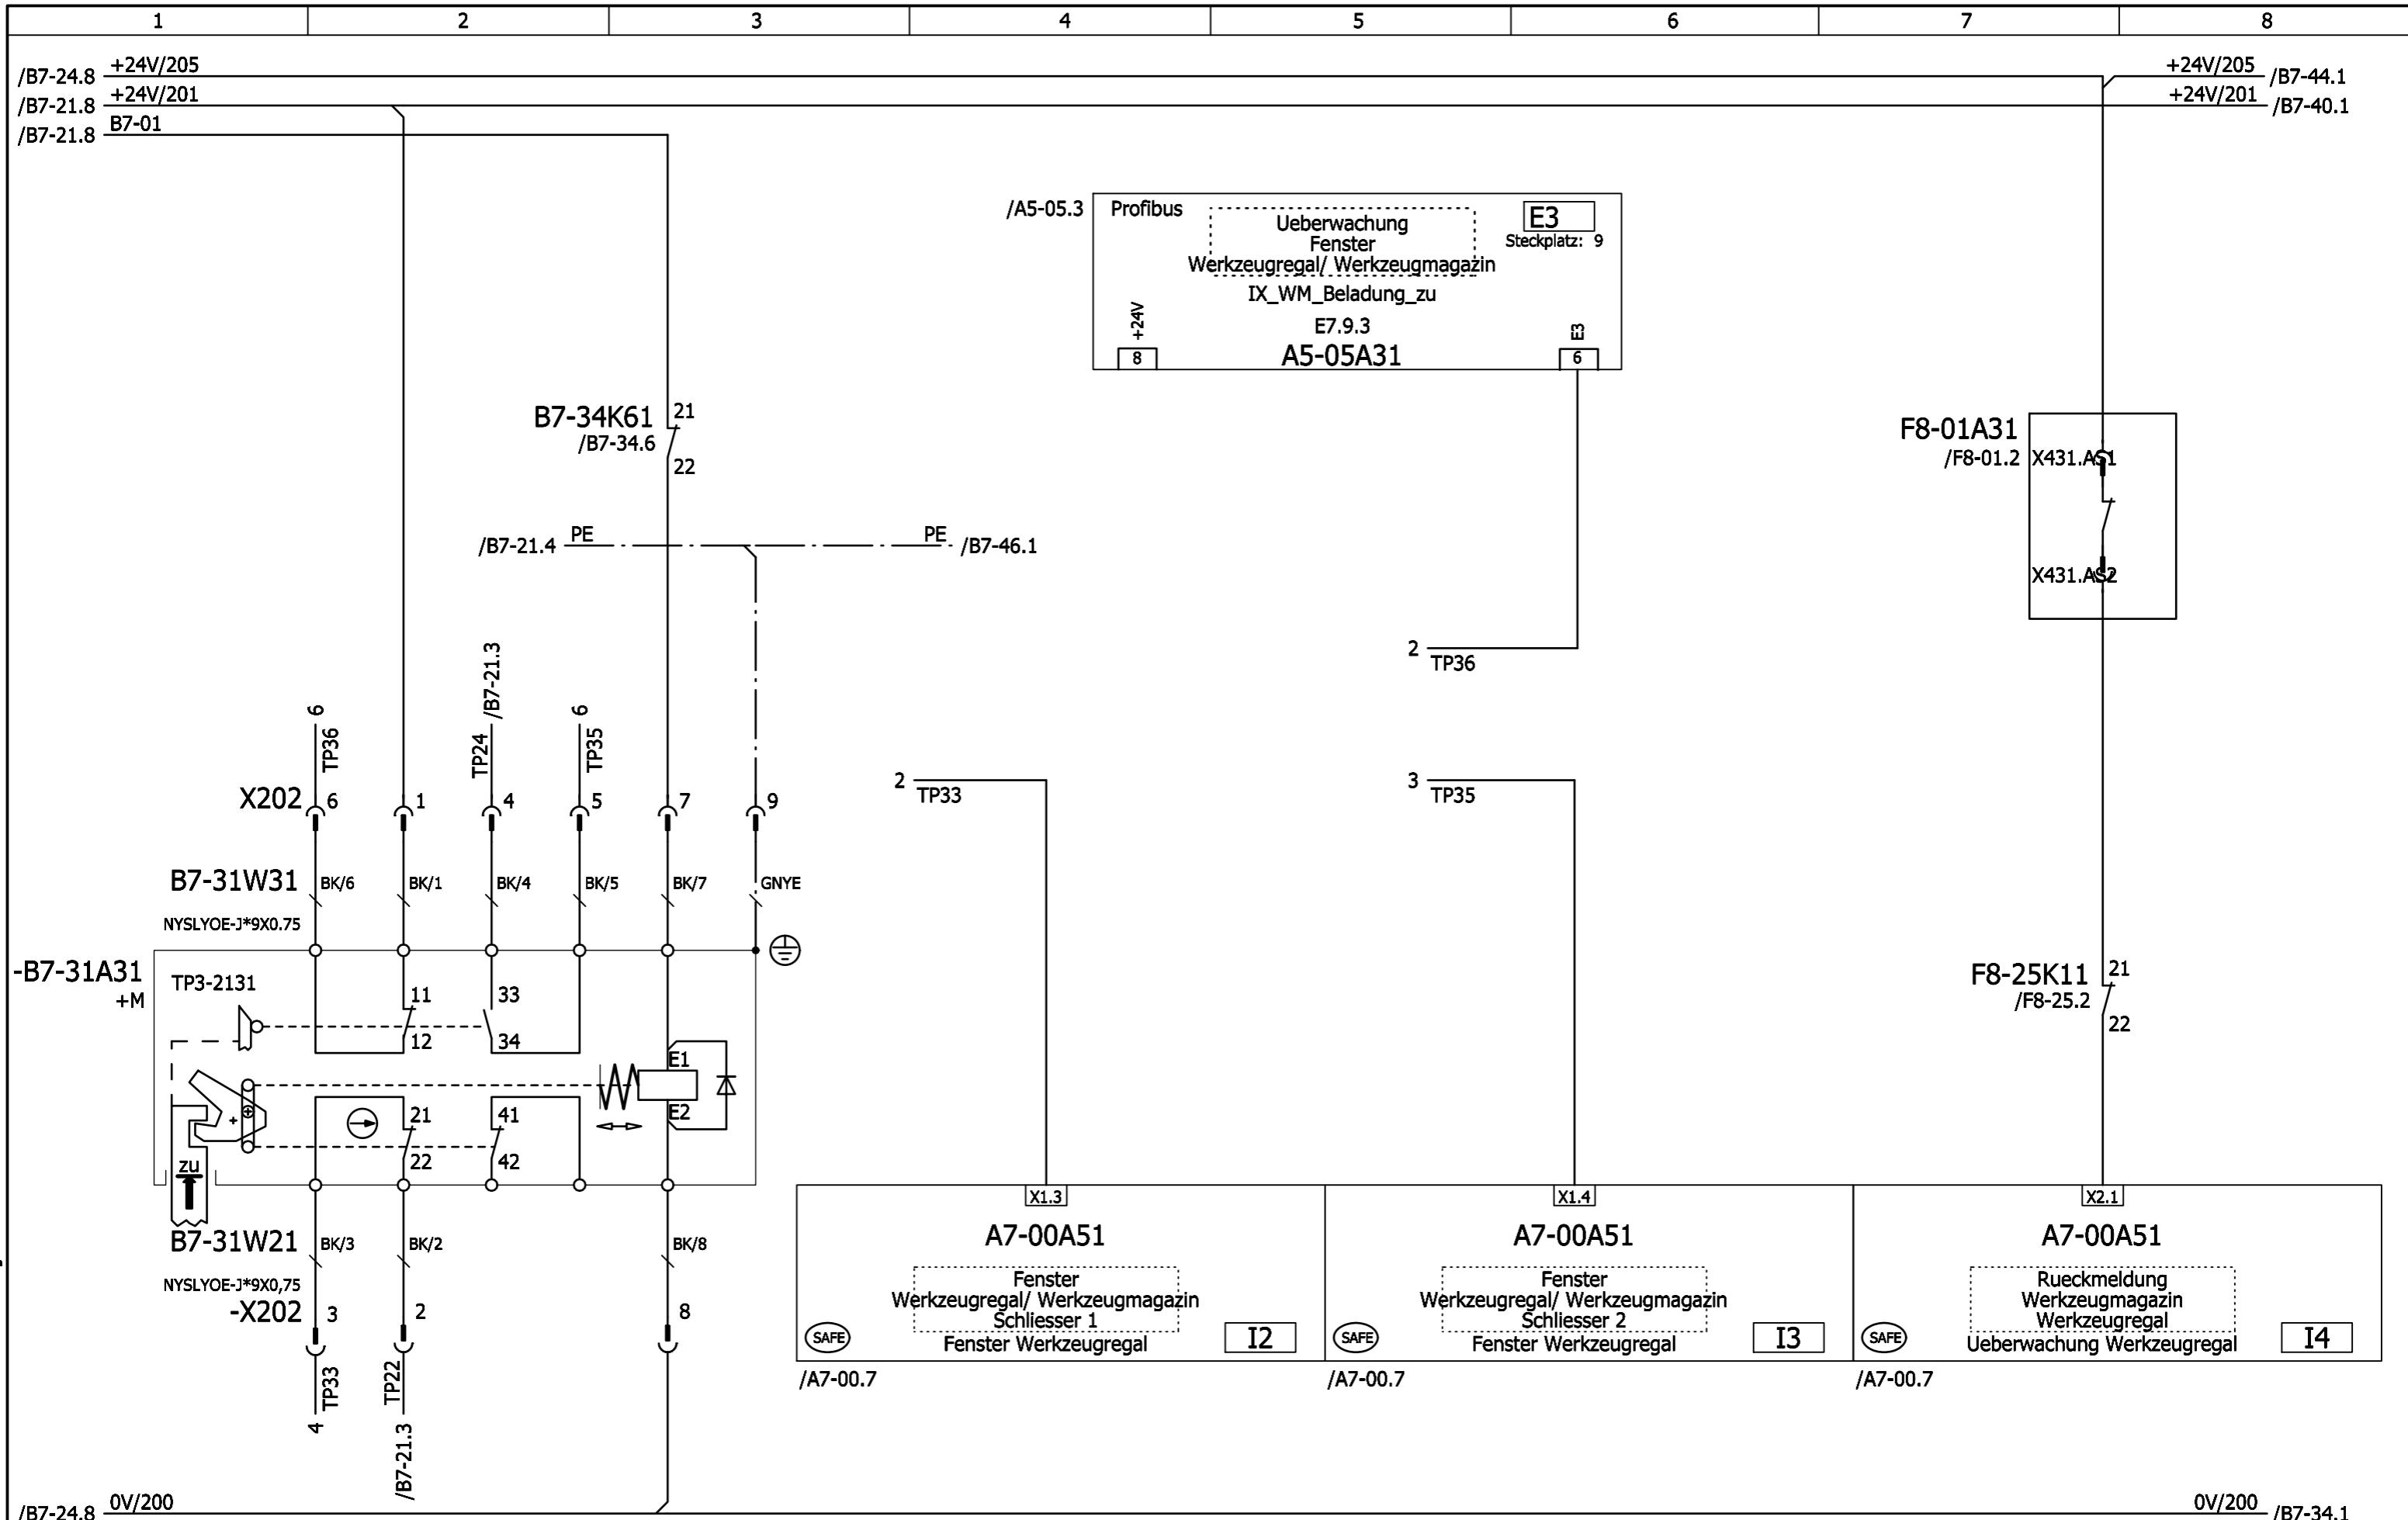 1 2 3 4 5 6 7 8
/B7-24.8 +24V/205
+24V/205 /B7-44.1
/B7-21.8 +24V/201
+24V/201 /B7-40.1
/B7-21.8 B7-01
/A5-05.3
Profibus
Ueberwachung
Fenster
Werkzeugregal/ Werkzeugmagazin
IX_WM_Beladung_zu
E7.9.3
A5-05A31
E3
Steckplatz: 9
+24V
8
E3
6
B7-34K61
/B7-34.6
21
22
F8-01A31
/F8-01.2
X431.AS1
X431.AS2
/B7-21.4 PE
PE /B7-46.1
2 TP36
6 TP36
TP24 /B7-21.3
6 TP35
2 TP33
3 TP35
X202 6 1 4 5 7 9
B7-31W31 BK/6 BK/1 BK/4 BK/5 BK/7 GNYE
NYSLYOE-J*9X0.75
-B7-31A31
+M
TP3-2131
11
12
33
34
E1
E2
21
22
41
42
zu
F8-25K11
/F8-25.2
21
22
B7-31W21 BK/3 BK/2 BK/8
NYSLYOE-J*9X0,75
-X202 3 2 8
TP33
4
TP22
/B7-21.3
X1.3
A7-00A51
Fenster
Werkzeugregal/ Werkzeugmagazin
Schliesser 1
Fenster Werkzeugregal
SAFE
I2
/A7-00.7
X1.4
A7-00A51
Fenster
Werkzeugregal/ Werkzeugmagazin
Schliesser 2
Fenster Werkzeugregal
SAFE
I3
/A7-00.7
X2.1
A7-00A51
Rueckmeldung
Werkzeugmagazin
Werkzeugregal
Ueberwachung Werkzeugregal
SAFE
I4
/A7-00.7
/B7-24.8 0V/200
0V/200 /B7-34.1